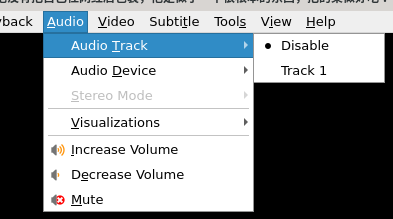 yback Audio Video Subtitle Tools View Help
Audio Track
Disable
Audio Device
Track 1
Stereo Mode
Visualizations
Increase Volume
Decrease Volume
Mute